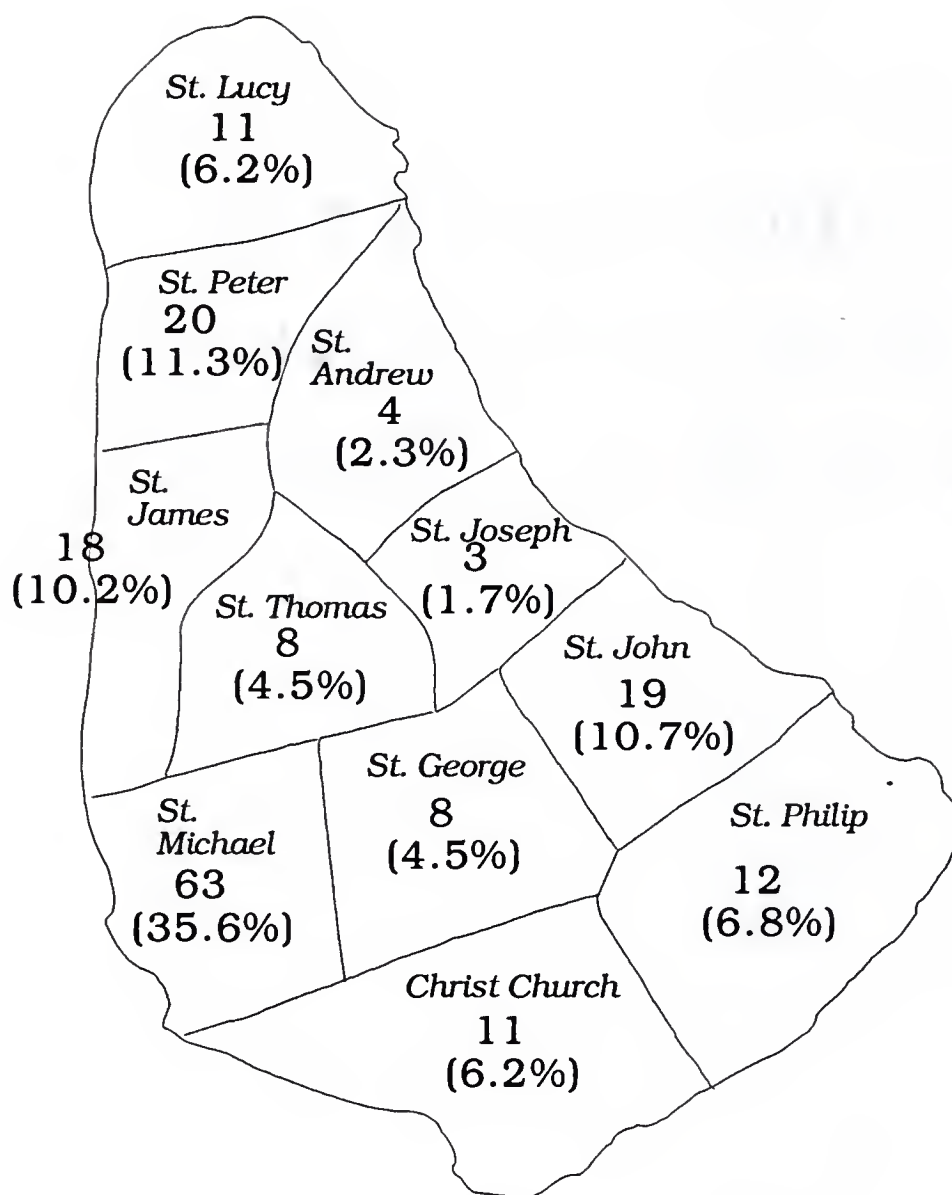 St. Lucy
11
(6.2%)
St. Peter
20
(11.3%)
St.
Andrew
4
(2.3%)
St.
James
18
(10.2%)
St. Joseph
3
(1.7%)
St. Thomas
8
(4.5%)
St. John
19
(10.7%)
St. George
8
(4.5%)
St.
Michael
63
(35.6%)
St. Philip
12
(6.8%)
Christ Church
11
(6.2%)